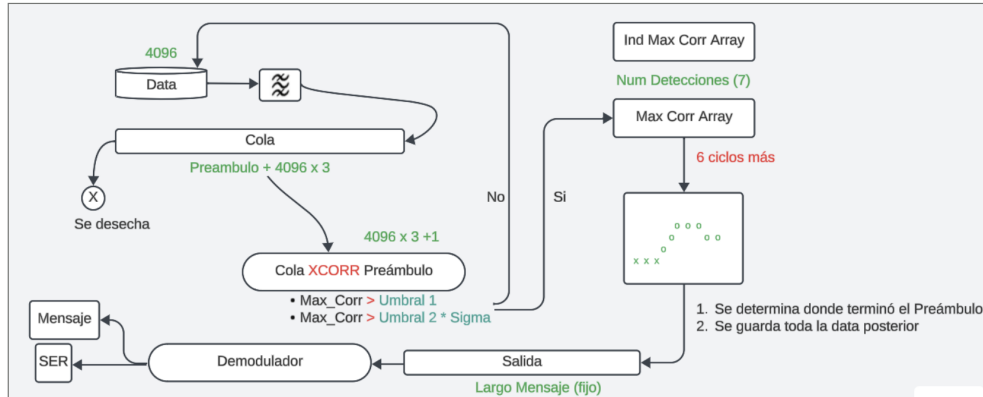 4096
Data
Cola
Preambulo + 4096 x 3
X
Se desecha
4096 x 3 +1
Cola XCORR Preámbulo
• Max_Corr > Umbral 1
• Max_Corr > Umbral 2 * Sigma
No
Si
Ind Max Corr Array
Num Detecciones (7)
Max Corr Array
6 ciclos más
o o o
o o o
o
x x x
1. Se determina donde terminó el Preámbulo
2. Se guarda toda la data posterior
Salida
Largo Mensaje (fijo)
Demodulador
Mensaje
SER